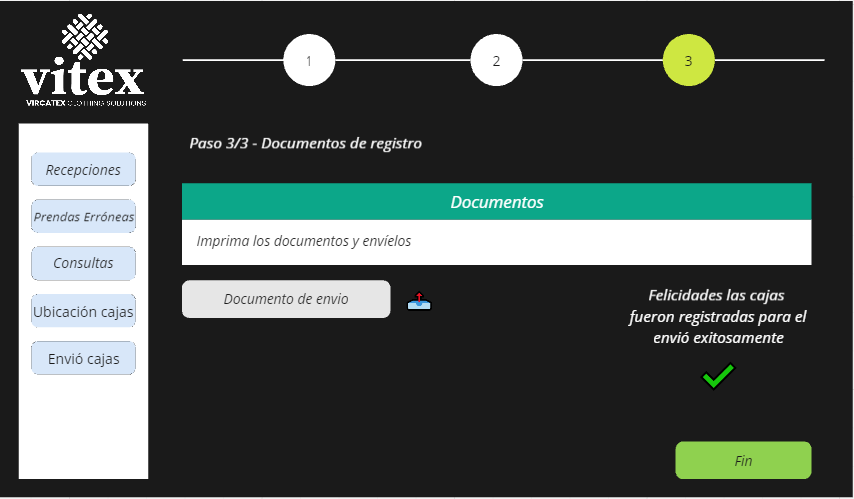 vitex
VIRCATEX CLOTHING SOLUTIONS
1
2
3
Recepciones
Prendas Erróneas
Consultas
Ubicación cajas
Envió cajas
Paso 3/3 - Documentos de registro
Documentos
Imprima los documentos y envíelos
Documento de envio
Felicidades las cajas
fueron registradas para el
envió exitosamente
Fin